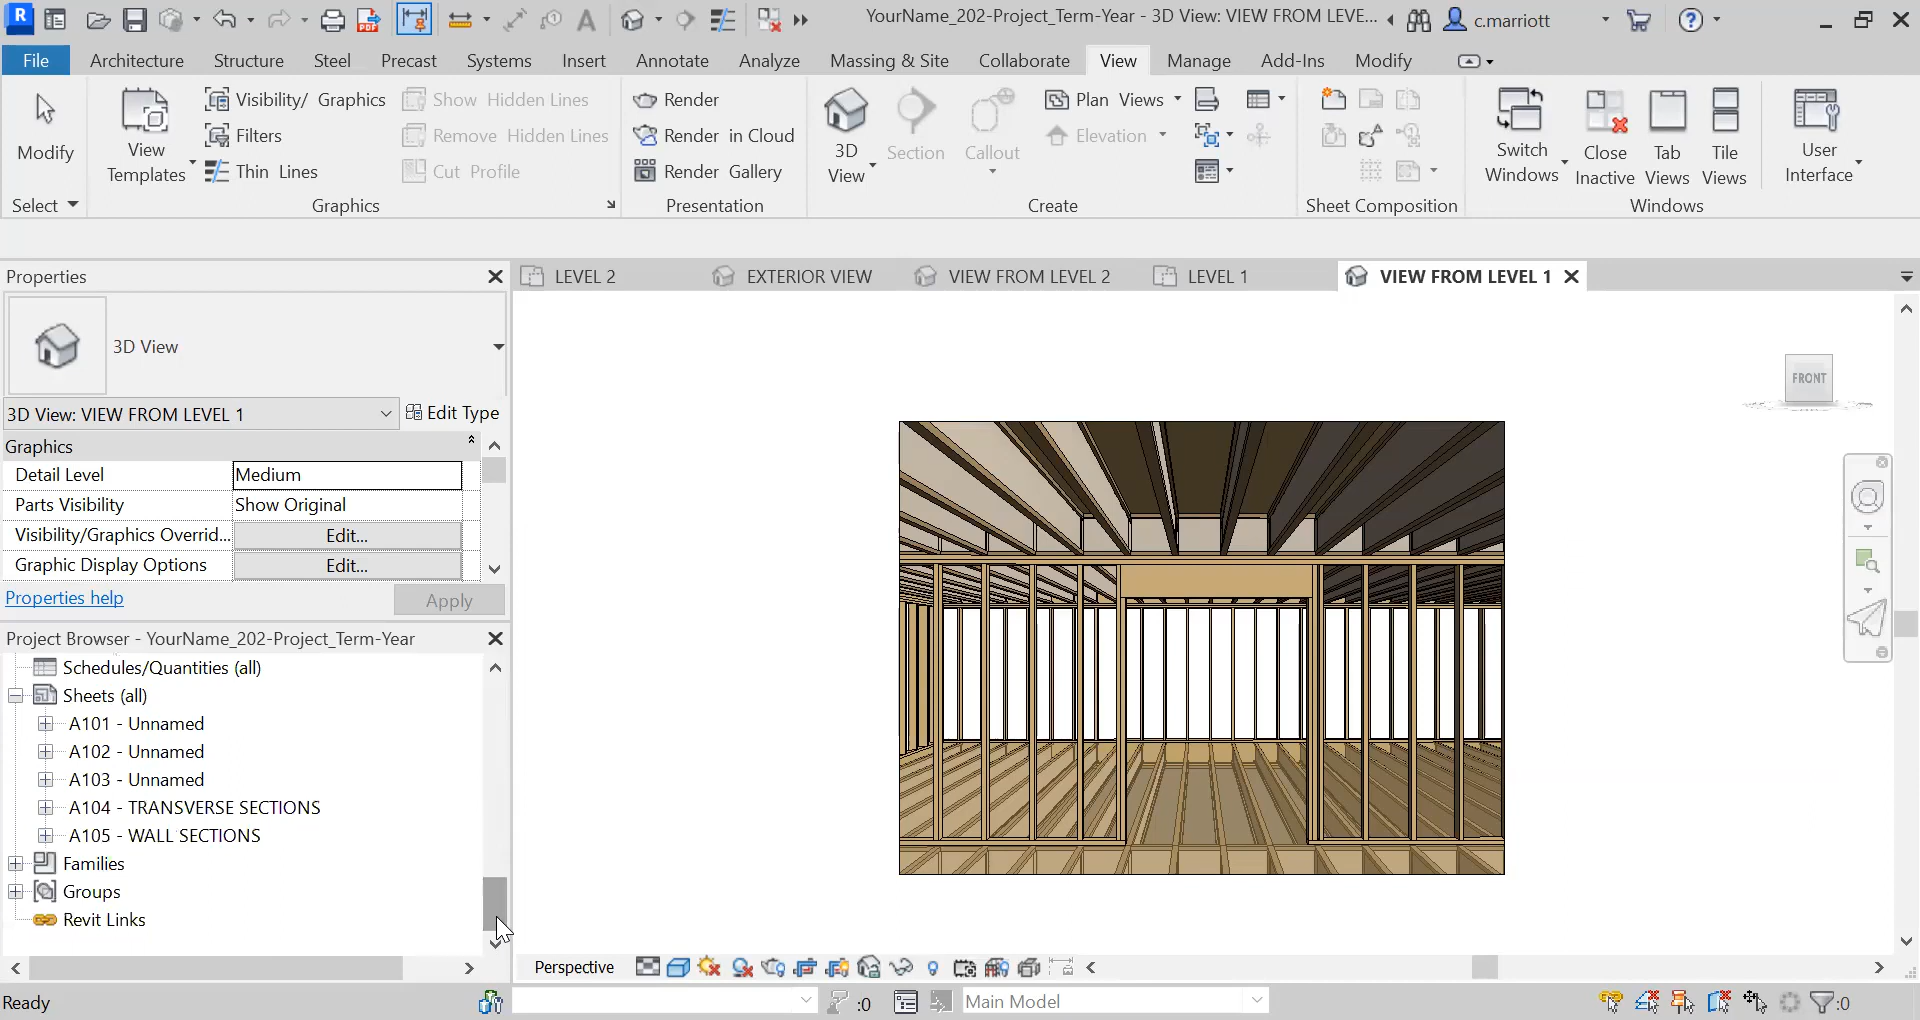 YourName_202-Project_Term-Year - 3D View: VIEW FROM LEVE... c.marriott
File Architecture Structure Steel Precast Systems Insert Annotate Analyze Massing & Site Collaborate View Manage Add-Ins Modify
Modify
Select
View Templates
Visibility/ Graphics
Filters
Thin Lines
Show Hidden Lines
Remove Hidden Lines
Cut Profile
Graphics
Render
Render in Cloud
Render Gallery
Presentation
3D View
Section
Callout
Plan Views
Elevation
Create
Sheet Composition
Switch Windows
Close Inactive
Tab Views
Tile Views
Windows
User Interface
Properties
LEVEL 2 EXTERIOR VIEW VIEW FROM LEVEL 2 LEVEL 1 VIEW FROM LEVEL 1
3D View
3D View: VIEW FROM LEVEL 1 Edit Type
Graphics
Detail Level Medium
Parts Visibility Show Original
Visibility/Graphics Overrid... Edit...
Graphic Display Options Edit...
Properties help Apply
Project Browser - YourName_202-Project_Term-Year
Schedules/Quantities (all)
Sheets (all)
A101 - Unnamed
A102 - Unnamed
A103 - Unnamed
A104 - TRANSVERSE SECTIONS
A105 - WALL SECTIONS
Families
Groups
Revit Links
FRONT
Perspective
Ready :0 Main Model :0